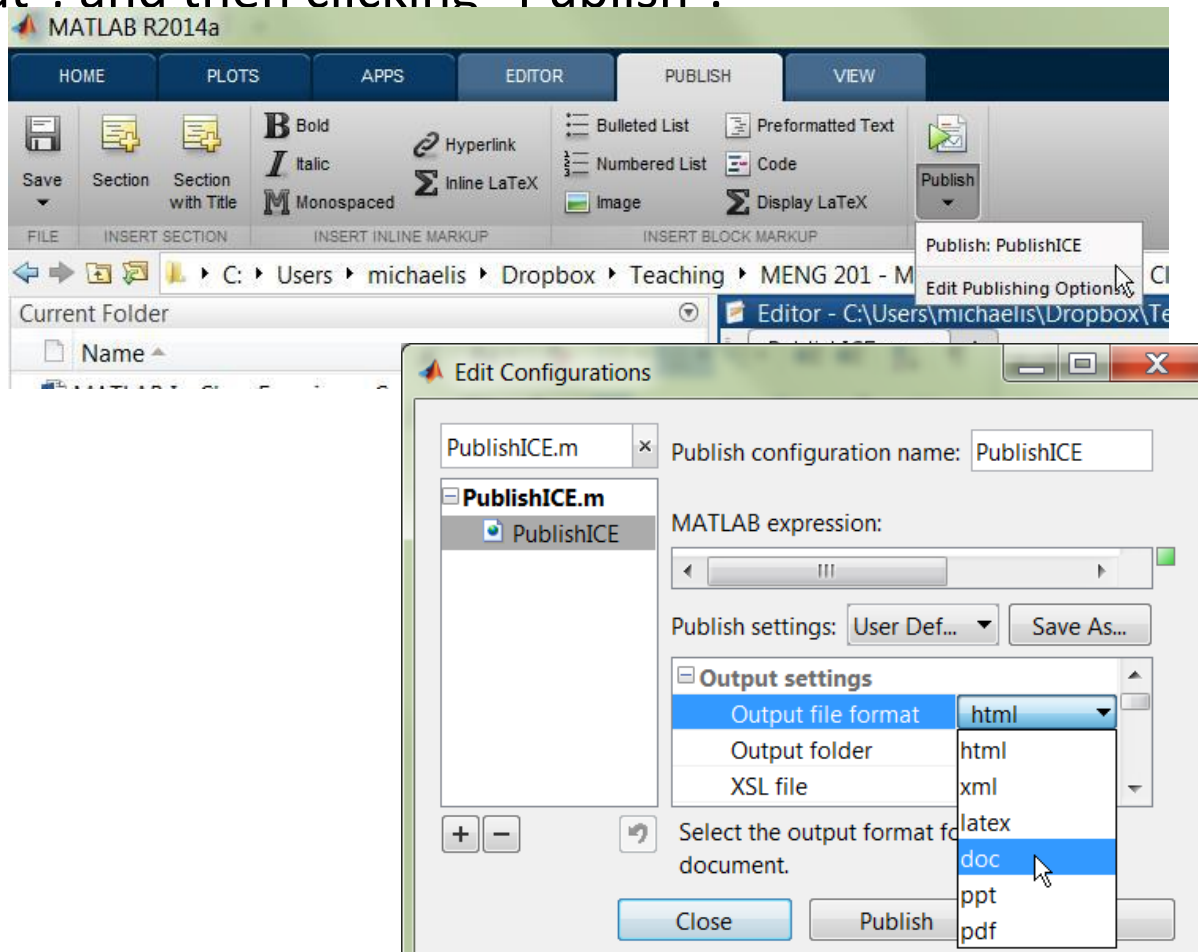 and then clicking "Publish".
MATLAB R2014a
HOME PLOTS APPS EDITOR PUBLISH VIEW
Bold
Italic
Monospaced
Hyperlink
Inline LaTeX
Bulleted List
Numbered List
Image
Preformatted Text
Code
Display LaTeX
Save
Section
Section
with Title
Publish
FILE INSERT SECTION INSERT INLINE MARKUP INSERT BLOCK MARKUP
Publish: PublishICE
Edit Publishing Options
C: Users michaelis Dropbox Teaching MENG 201 - M
Current Folder
Editor - C:\Users\michaelis\Dropbox\Te
Name
Edit Configurations
PublishICE.m
Publish configuration name: PublishICE
PublishICE.m
PublishICE
MATLAB expression:
Publish settings: User Def... Save As...
Output settings
Output file format html
Output folder
XSL file
html
xml
latex
doc
ppt
pdf
Select the output format fo
document.
Close Publish